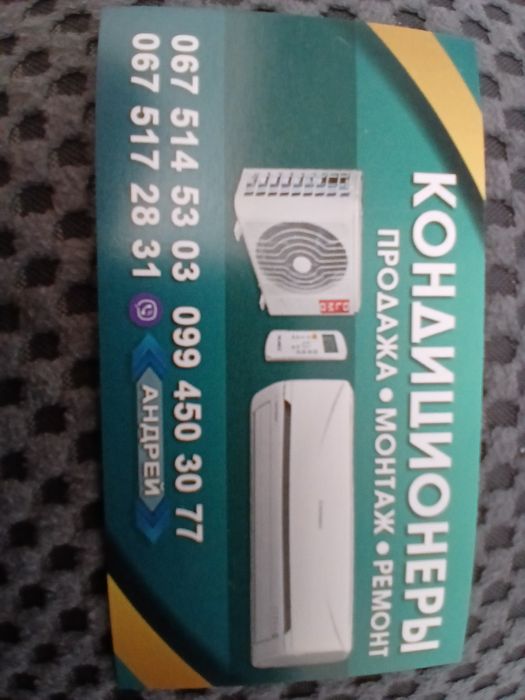 КОНДИЦИОНЕРЫ
ПРОДАЖА • МОНТАЖ • РЕМОНТ
067 514 53 03 099 450 30 77
067 517 28 31 АНДРЕЙ